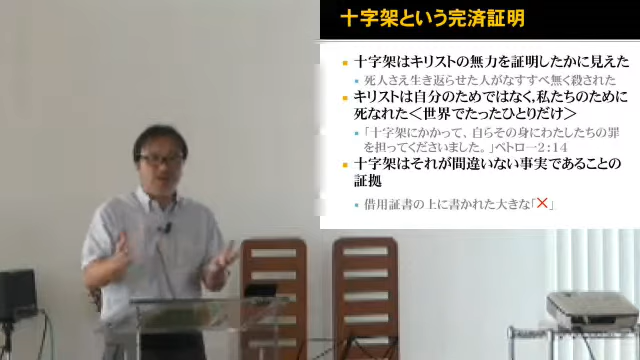 十字架という完済証明
十字架はキリストの無力を証明したかに見えた
死人さえ生き返らせた人がなすすべ無く殺された
キリストは自分のためではなく,私たちのために
死なれた＜世界でたったひとりだけ＞
「十字架にかかって、自らその身にわたしたちの罪
を担ってくださいました。」ペトロ一2:14
十字架はそれが間違いない事実であることの
証拠
借用証書の上に書かれた大きな「×」